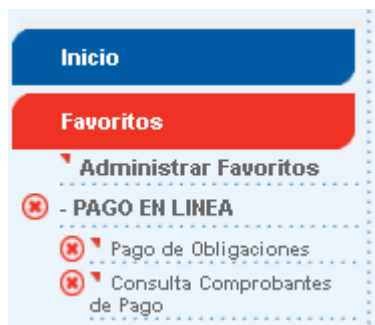 Inicio
Favoritos
Administrar Favoritos
- PAGO EN LINEA
Pago de Obligaciones
Consulta Comprobantes
de Pago